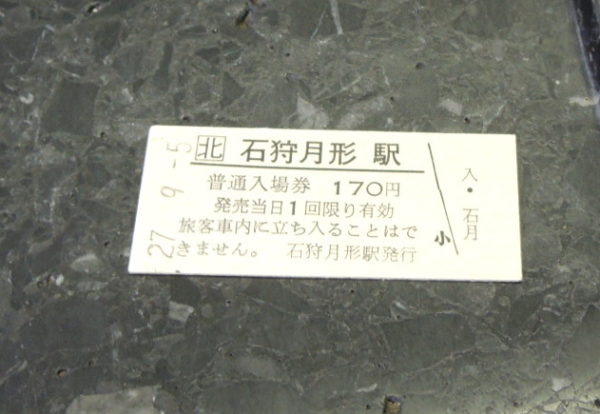 27. 9. -5
北 石狩月形 駅
普通入場券 170円
発売当日1回限り有効
旅客車内に立ち入ることはで
きません。 石狩月形駅発行
小
入・石月